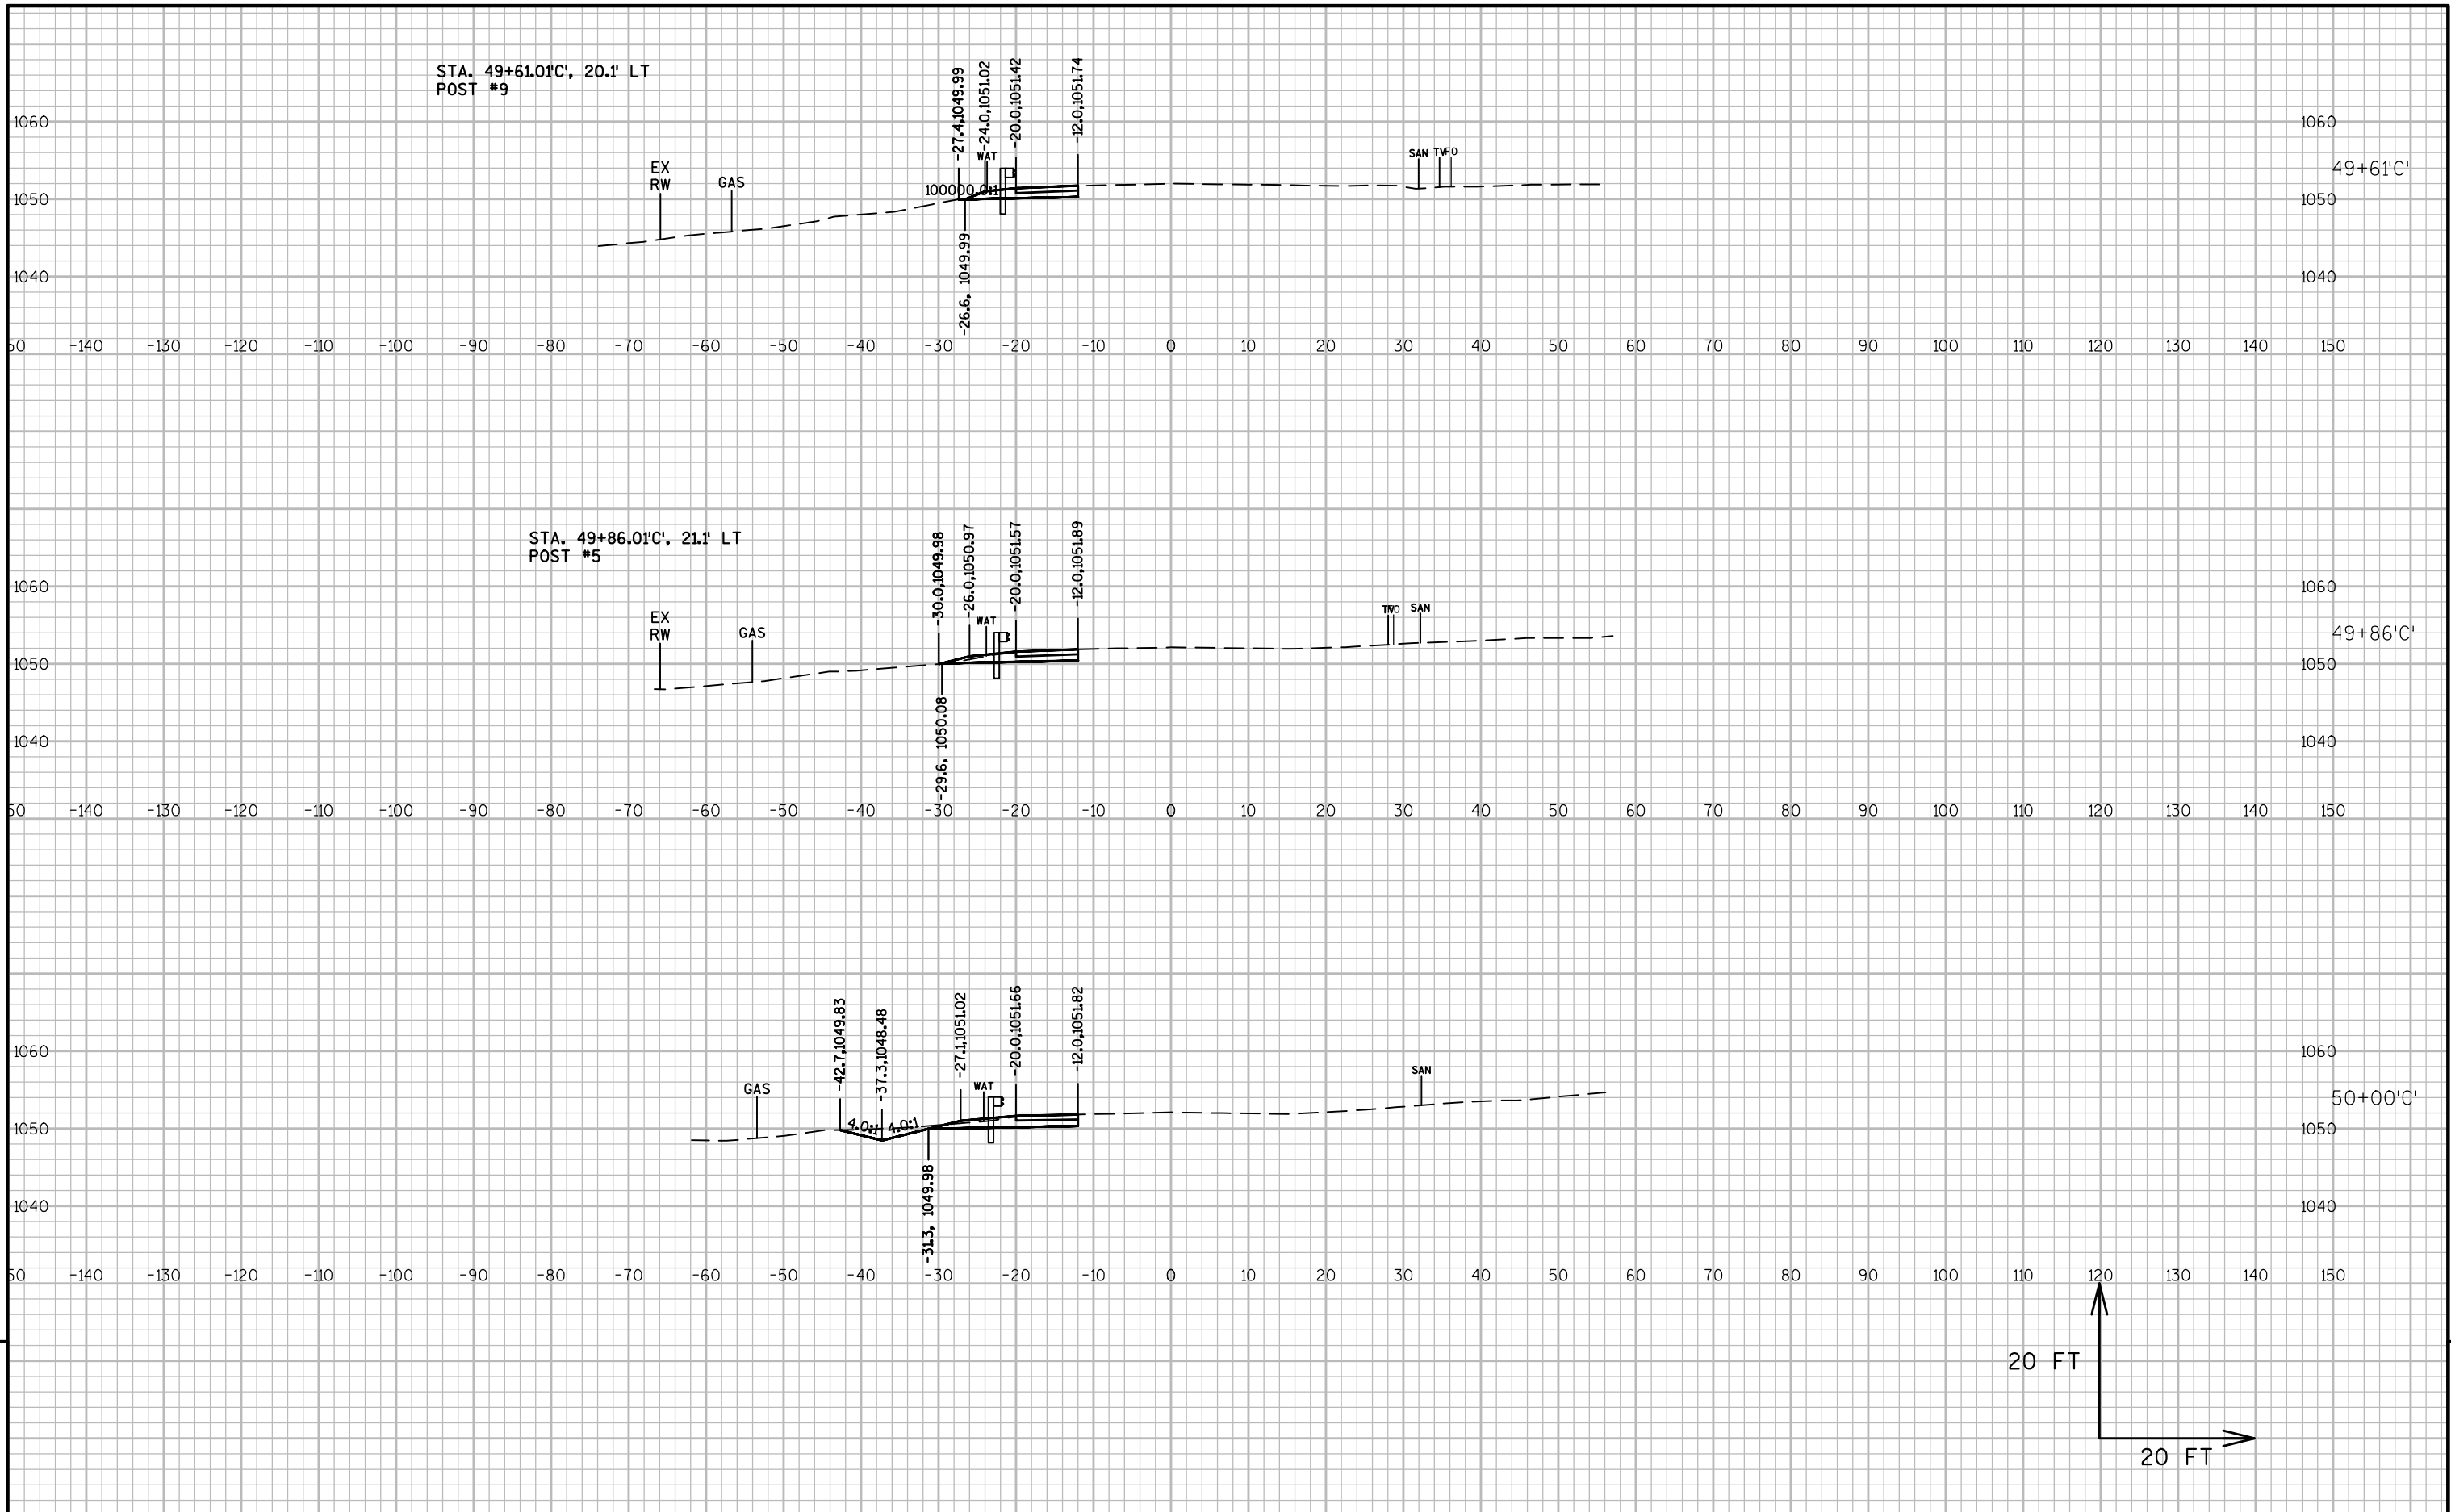 STA. 49+61.01'C', 20.1' LT
POST #9
-27.4,1049.99
-24.0,1051.02
-20.0,1051.42
-12.0,1051.74
1060 1060
WAT
SAN TV FO
EX
RW
GAS
49+61'C'
100000.0:1
1050 1050
-26.6, 1049.99
1040 1040
50 -140 -130 -120 -110 -100 -90 -80 -70 -60 -50 -40 -30 -20 -10 0 10 20 30 40 50 60 70 80 90 100 110 120 130 140 150
STA. 49+86.01'C', 21.1' LT
POST #5
-30.0,1049.98
-26.0,1050.97
-20.0,1051.57
-12.0,1051.89
1060 1060
WAT
TV FO SAN
EX
RW
GAS
49+86'C'
1050 1050
-29.6, 1050.08
1040 1040
50 -140 -130 -120 -110 -100 -90 -80 -70 -60 -50 -40 -30 -20 -10 0 10 20 30 40 50 60 70 80 90 100 110 120 130 140 150
-42.7,1049.83
-37.3,1048.48
-27.1,1051.02
-20.0,1051.66
-12.0,1051.82
1060 1060
SAN
WAT
GAS
50+00'C'
4.0:1 4.0:1
1050 1050
-31.3, 1049.98
1040 1040
50 -140 -130 -120 -110 -100 -90 -80 -70 -60 -50 -40 -30 -20 -10 0 10 20 30 40 50 60 70 80 90 100 110 120 130 140 150
20 FT
20 FT